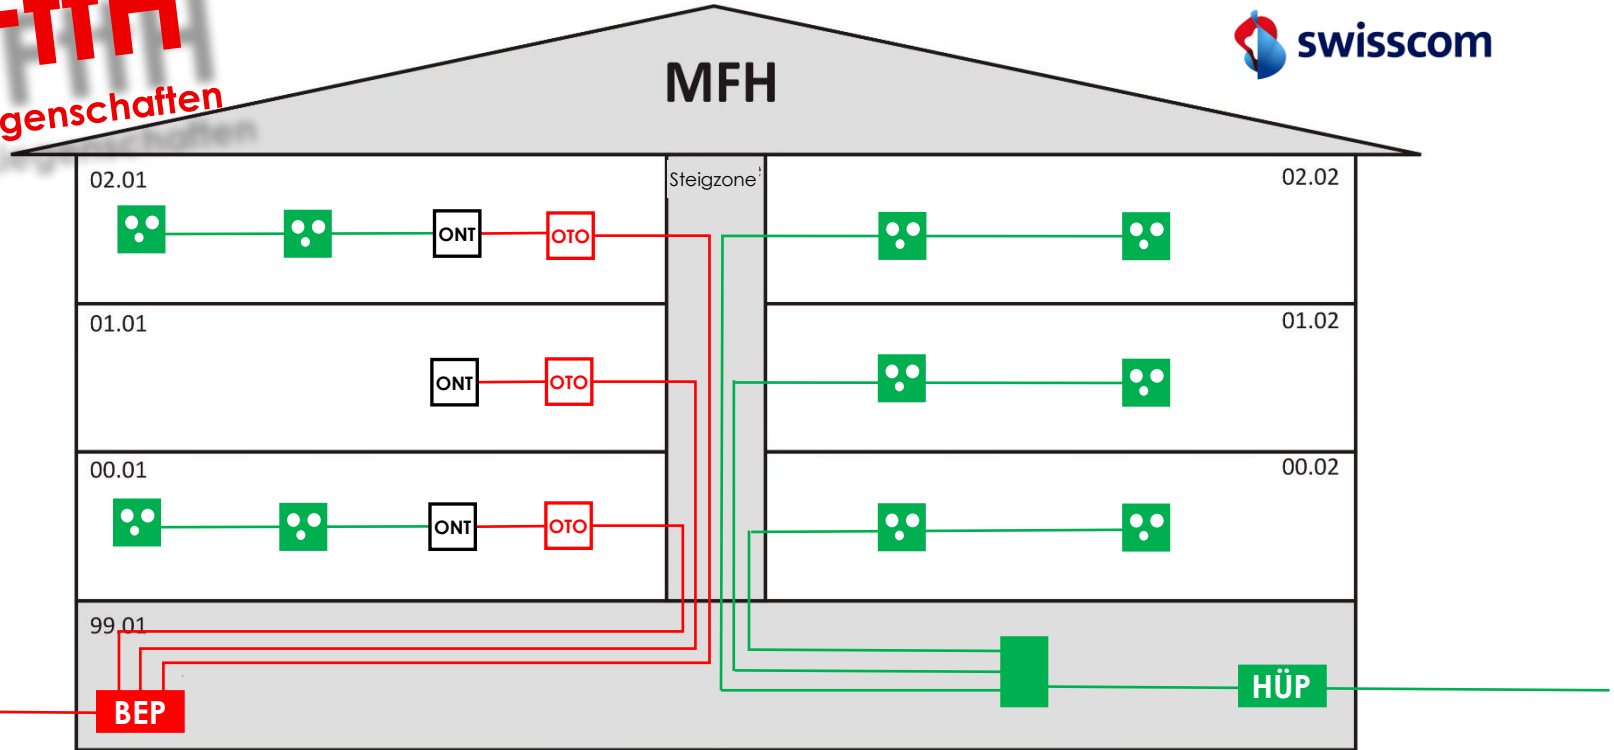 FTTH
genschaften
swisscom
MFH
Steigzone
02.01
02.02
ONT
OTO
01.01
01.02
ONT
OTO
00.01
00.02
ONT
OTO
99.01
BEP
HÜP